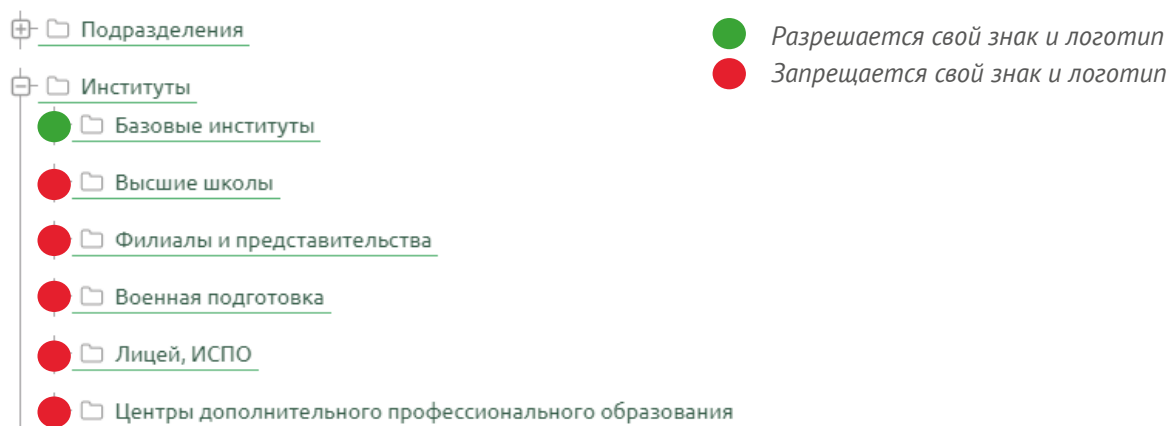 Подразделения
Разрешается свой знак и логотип
Запрещается свой знак и логотип
Институты
Базовые институты
Высшие школы
Филиалы и представительства
Военная подготовка
Лицей, ИСПО
Центры дополнительного профессионального образования